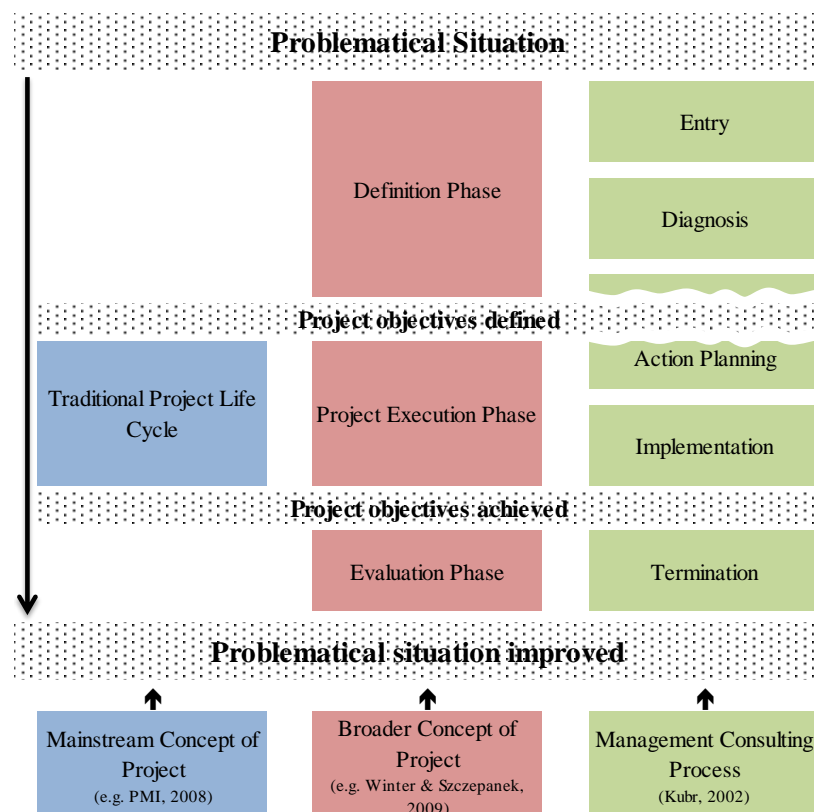 Problematical Situation
Entry
Definition Phase
Diagnosis
Project objectives defined
Action Planning
Traditional Project Life
Cycle
Project Execution Phase
Implementation
Project objectives achieved
Evaluation Phase
Termination
Problematical situation improved
Mainstream Concept of
Project
(e.g. PMI, 2008)
Broader Concept of
Project
(e.g. Winter & Szczepanek,
2009)
Management Consulting
Process
(Kubr, 2002)